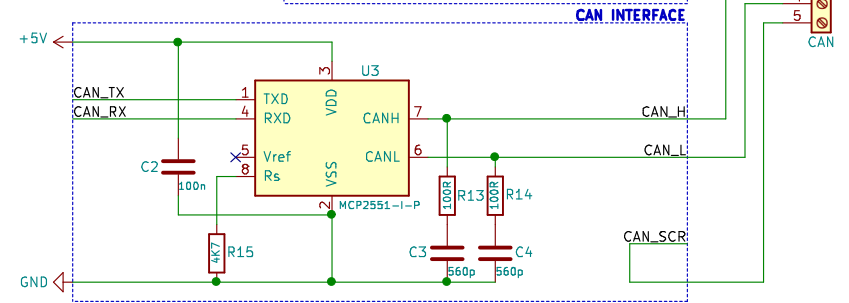 CAN INTERFACE
5
CAN
+5V
3
U3
CAN_TX
1
TXD
VDD
CAN_RX
4
RXD
CANH
7
CAN_H
5
Vref
CANL
6
CAN_L
C2
100n
8
Rs
VSS
2
MCP2551-I-P
100R
R13
100R
R14
4K7
R15
C3
560p
C4
560p
CAN_SCR
GND